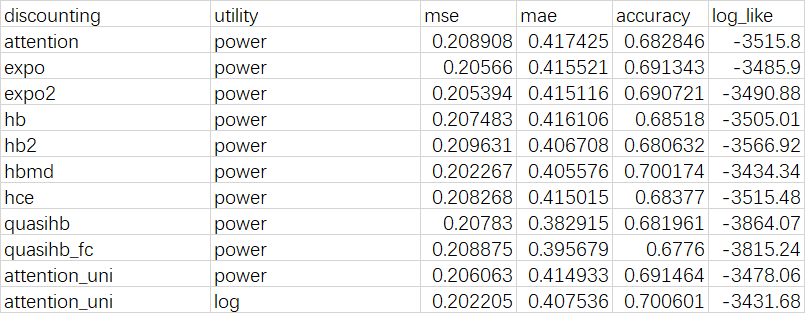 discounting utility mse mae accuracy log_like
attention power 0.208908 0.417425 0.682846 -3515.8
expo power 0.20566 0.415521 0.691343 -3485.9
expo2 power 0.205394 0.415116 0.690721 -3490.88
hb power 0.207483 0.416106 0.68518 -3505.01
hb2 power 0.209631 0.406708 0.680632 -3566.92
hbmd power 0.202267 0.405576 0.700174 -3434.34
hce power 0.208268 0.415015 0.68377 -3515.48
quasihb power 0.20783 0.382915 0.681961 -3864.07
quasihb_fc power 0.208875 0.395679 0.6776 -3815.24
attention_uni power 0.206063 0.414933 0.691464 -3478.06
attention_uni log 0.202205 0.407536 0.700601 -3431.68